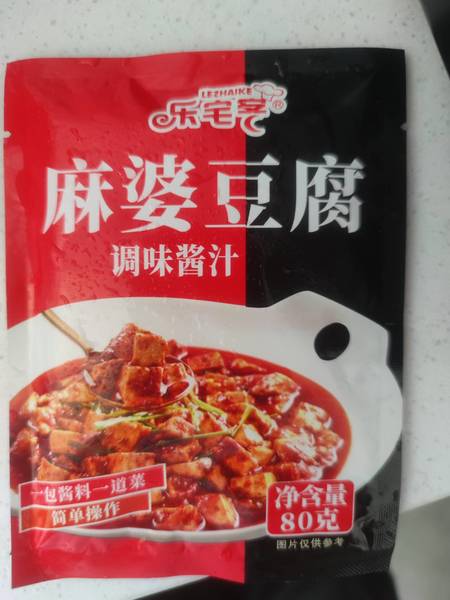 LEZHAIKE
乐宅客®
麻婆豆腐
调味酱汁
一包酱料一道菜
简单操作
净含量
80克
图片仅供参考